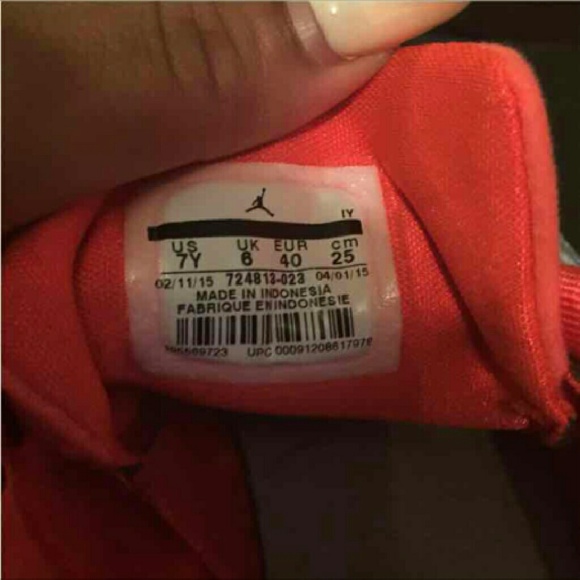 IY
US UK EUR cm
7Y 6 40 25
02/11/15 724813-023 04/01/15
MADE IN INDONESIA
FABRIQUE EN INDONESIE
UPC 00091208617978